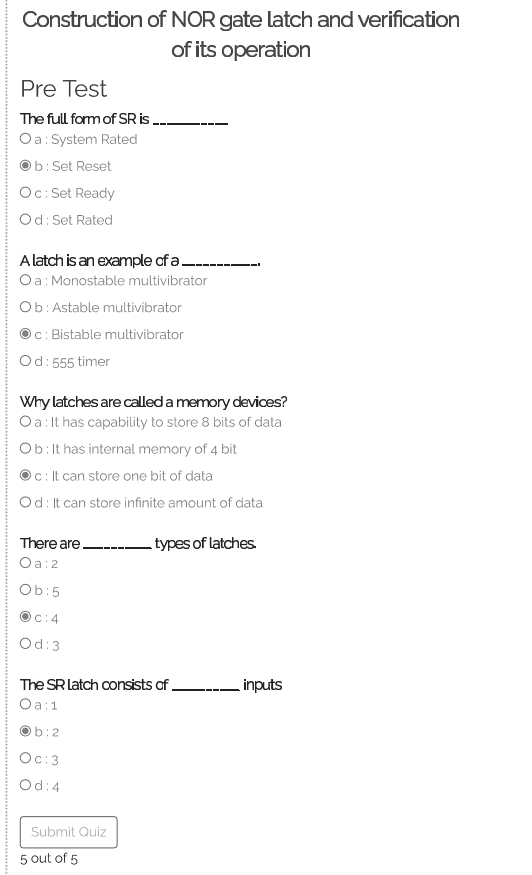 Construction of NOR gate latch and verification
of its operation
Pre Test
The full form of SR is ___________
a : System Rated
b : Set Reset
c : Set Ready
d : Set Rated
A latch is an example of a ___________.
a : Monostable multivibrator
b : Astable multivibrator
c : Bistable multivibrator
d : 555 timer
Why latches are called a memory devices?
a : It has capability to store 8 bits of data
b : It has internal memory of 4 bit
c : It can store one bit of data
d : It can store infinite amount of data
There are __________ types of latches.
a : 2
b : 5
c : 4
d : 3
The SR latch consists of __________ inputs
a : 1
b : 2
c : 3
d : 4
Submit Quiz
5 out of 5